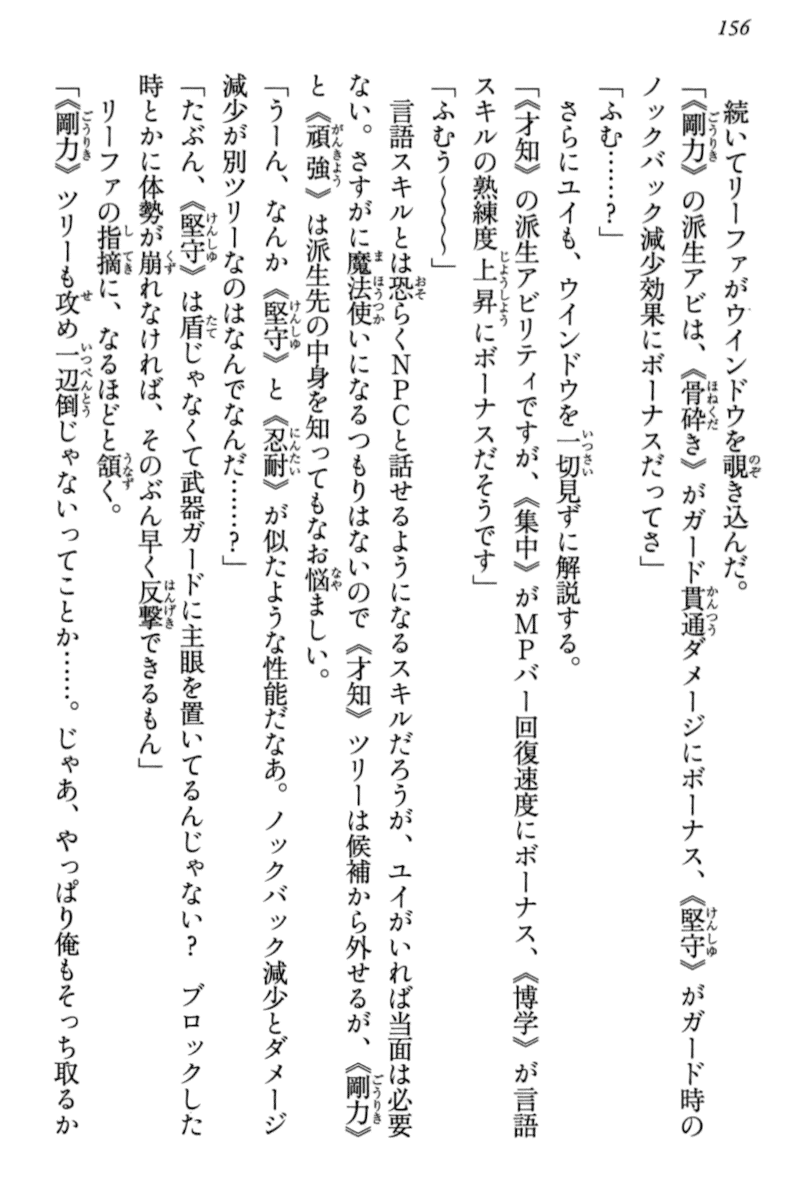 156
続いてリーファがウインドウを覗き込んだ。
「《剛力》の派生アビは、《骨砕き》がガード貫通ダメージにボーナス、《堅守》がガード時の
ノックバック減少効果にボーナスだってさ」
「ふむ……?」
さらにユイも、ウインドウを一切見ずに解説する。
「《才知》の派生アビリティですが、《集中》がMPバー回復速度にボーナス、《博学》が言語
スキルの熟練度上昇にボーナスだそうです」
「ふむう〜〜〜〜」
言語スキルとは恐らくNPCと話せるようになるスキルだろうが、ユイがいれば当面は必要
ない。さすがに魔法使いになるつもりはないので《才知》ツリーは候補から外せるが、《剛力》
と《頑強》は派生先の中身を知ってもなお悩ましい。
「うーん、なんか《堅守》と《忍耐》が似たような性能だなあ。ノックバック減少とダメージ
減少が別ツリーなのはなんでなんだ……?」
「たぶん、《堅守》は盾じゃなくて武器ガードに主眼を置いてるんじゃない? ブロックした
時とかに体勢が崩れなければ、そのぶん早く反撃できるもん」
リーファの指摘に、なるほどと頷く。
「《剛力》ツリーも攻め一辺倒じゃないってことか……。じゃあ、やっぱり俺もそっち取るか